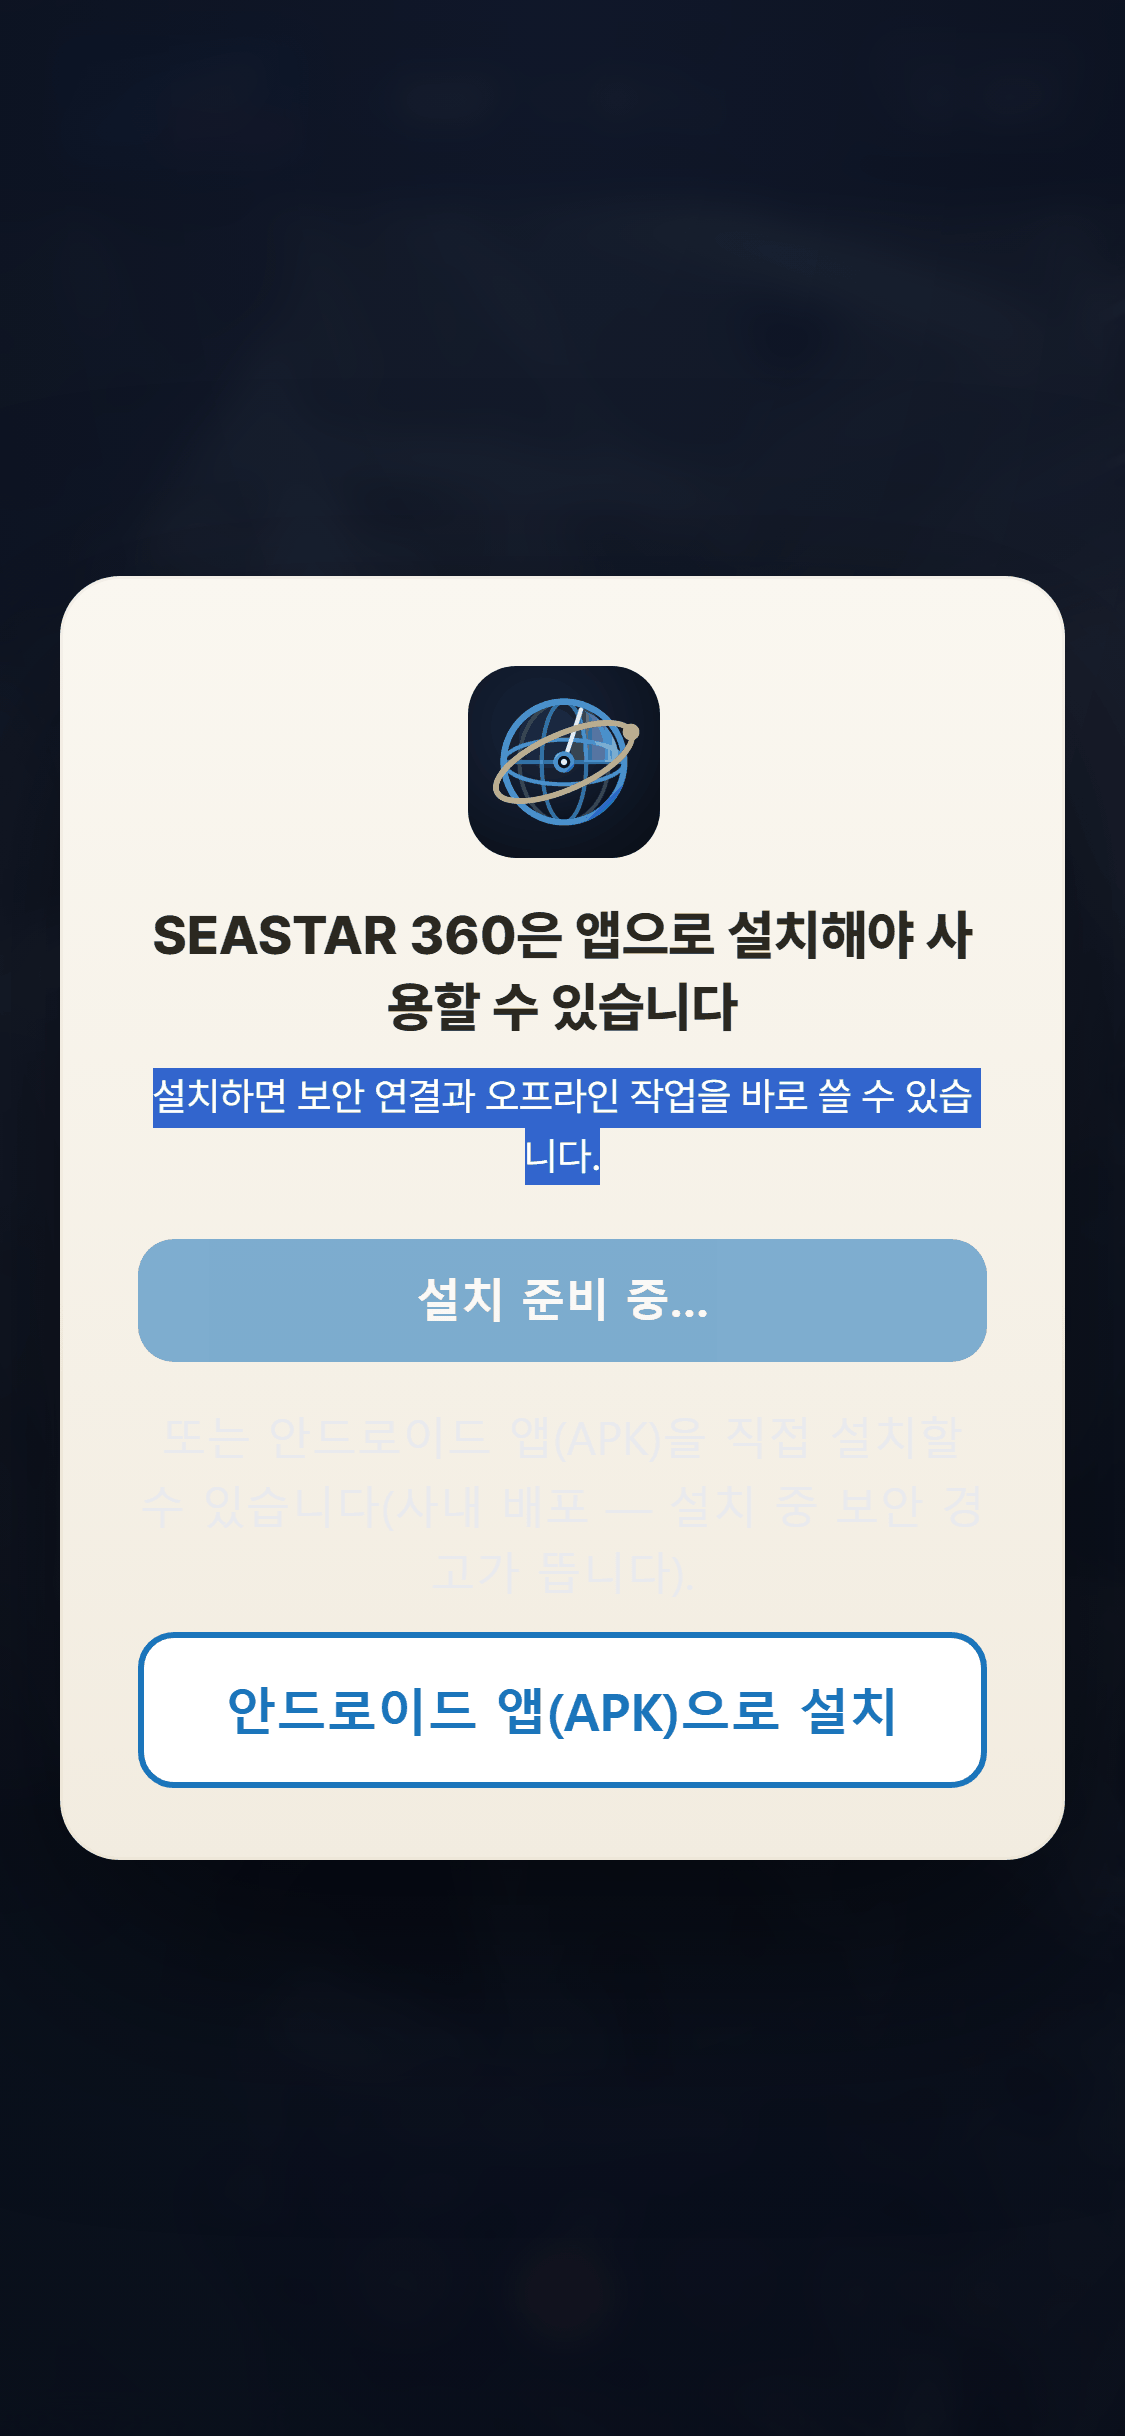 SEASTAR 360은 앱으로 설치해야 사
용할 수 있습니다
설치하면 보안 연결과 오프라인 작업을 바로 쓸 수 있습
니다.
설치 준비 중...
또는 안드로이드 앱(APK)을 직접 설치할
수 있습니다(사내 배포 — 설치 중 보안 경
고가 뜹니다).
안드로이드 앱(APK)으로 설치